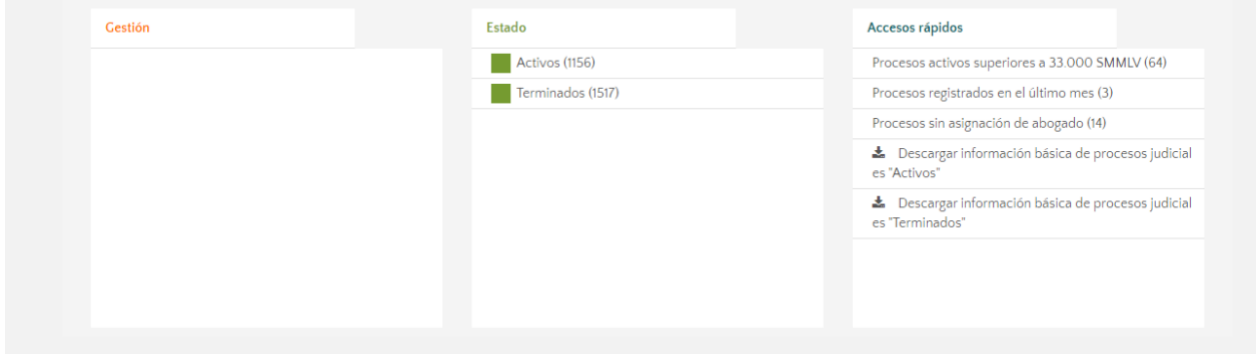 Gestión
Estado
Activos (1156)
Terminados (1517)
Accesos rápidos
Procesos activos superiores a 33.000 SMMLV (64)
Procesos registrados en el último mes (3)
Procesos sin asignación de abogado (14)
Descargar información básica de procesos judicial
es "Activos"
Descargar información básica de procesos judicial
es "Terminados"